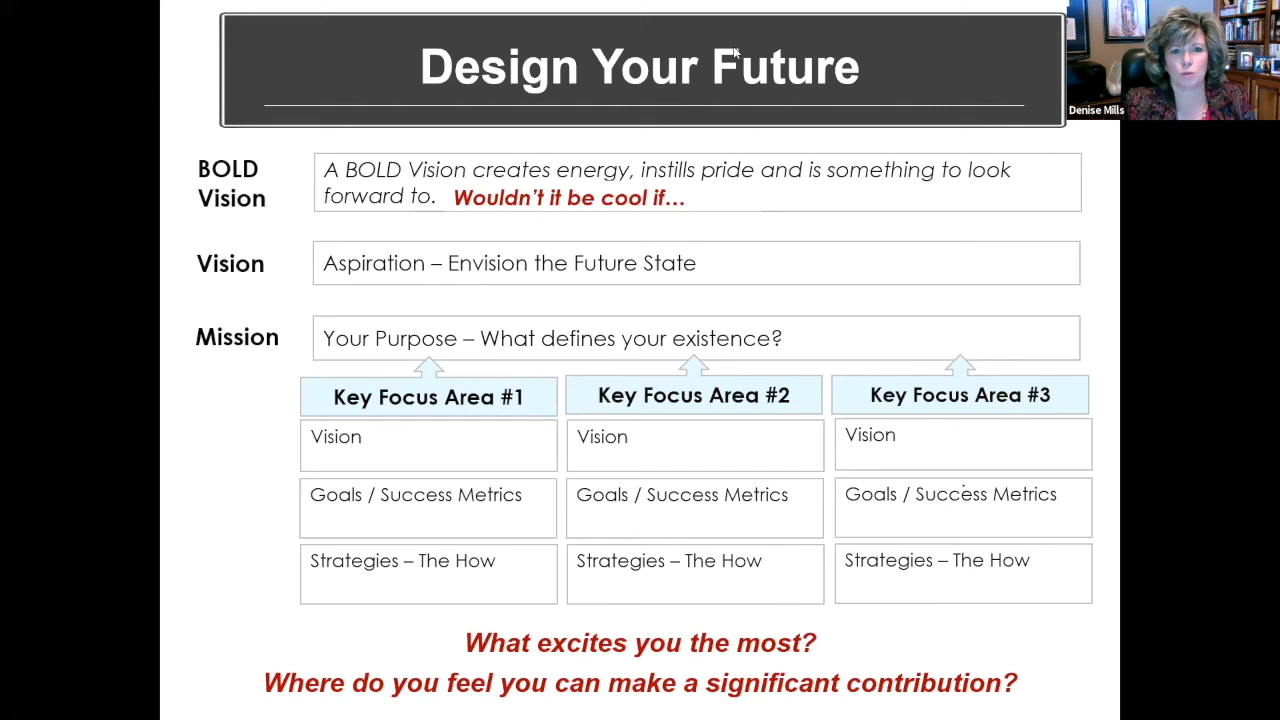 Design Your Future
Denise Mills
BOLD
Vision
A BOLD Vision creates energy, instills pride and is something to look
forward to. Wouldn't it be cool if…
Vision
Aspiration – Envision the Future State
Mission
Your Purpose – What defines your existence?
Key Focus Area #1
Key Focus Area #2
Key Focus Area #3
Vision
Vision
Vision
Goals / Success Metrics
Goals / Success Metrics
Goals / Success Metrics
Strategies – The How
Strategies – The How
Strategies – The How
What excites you the most?
Where do you feel you can make a significant contribution?